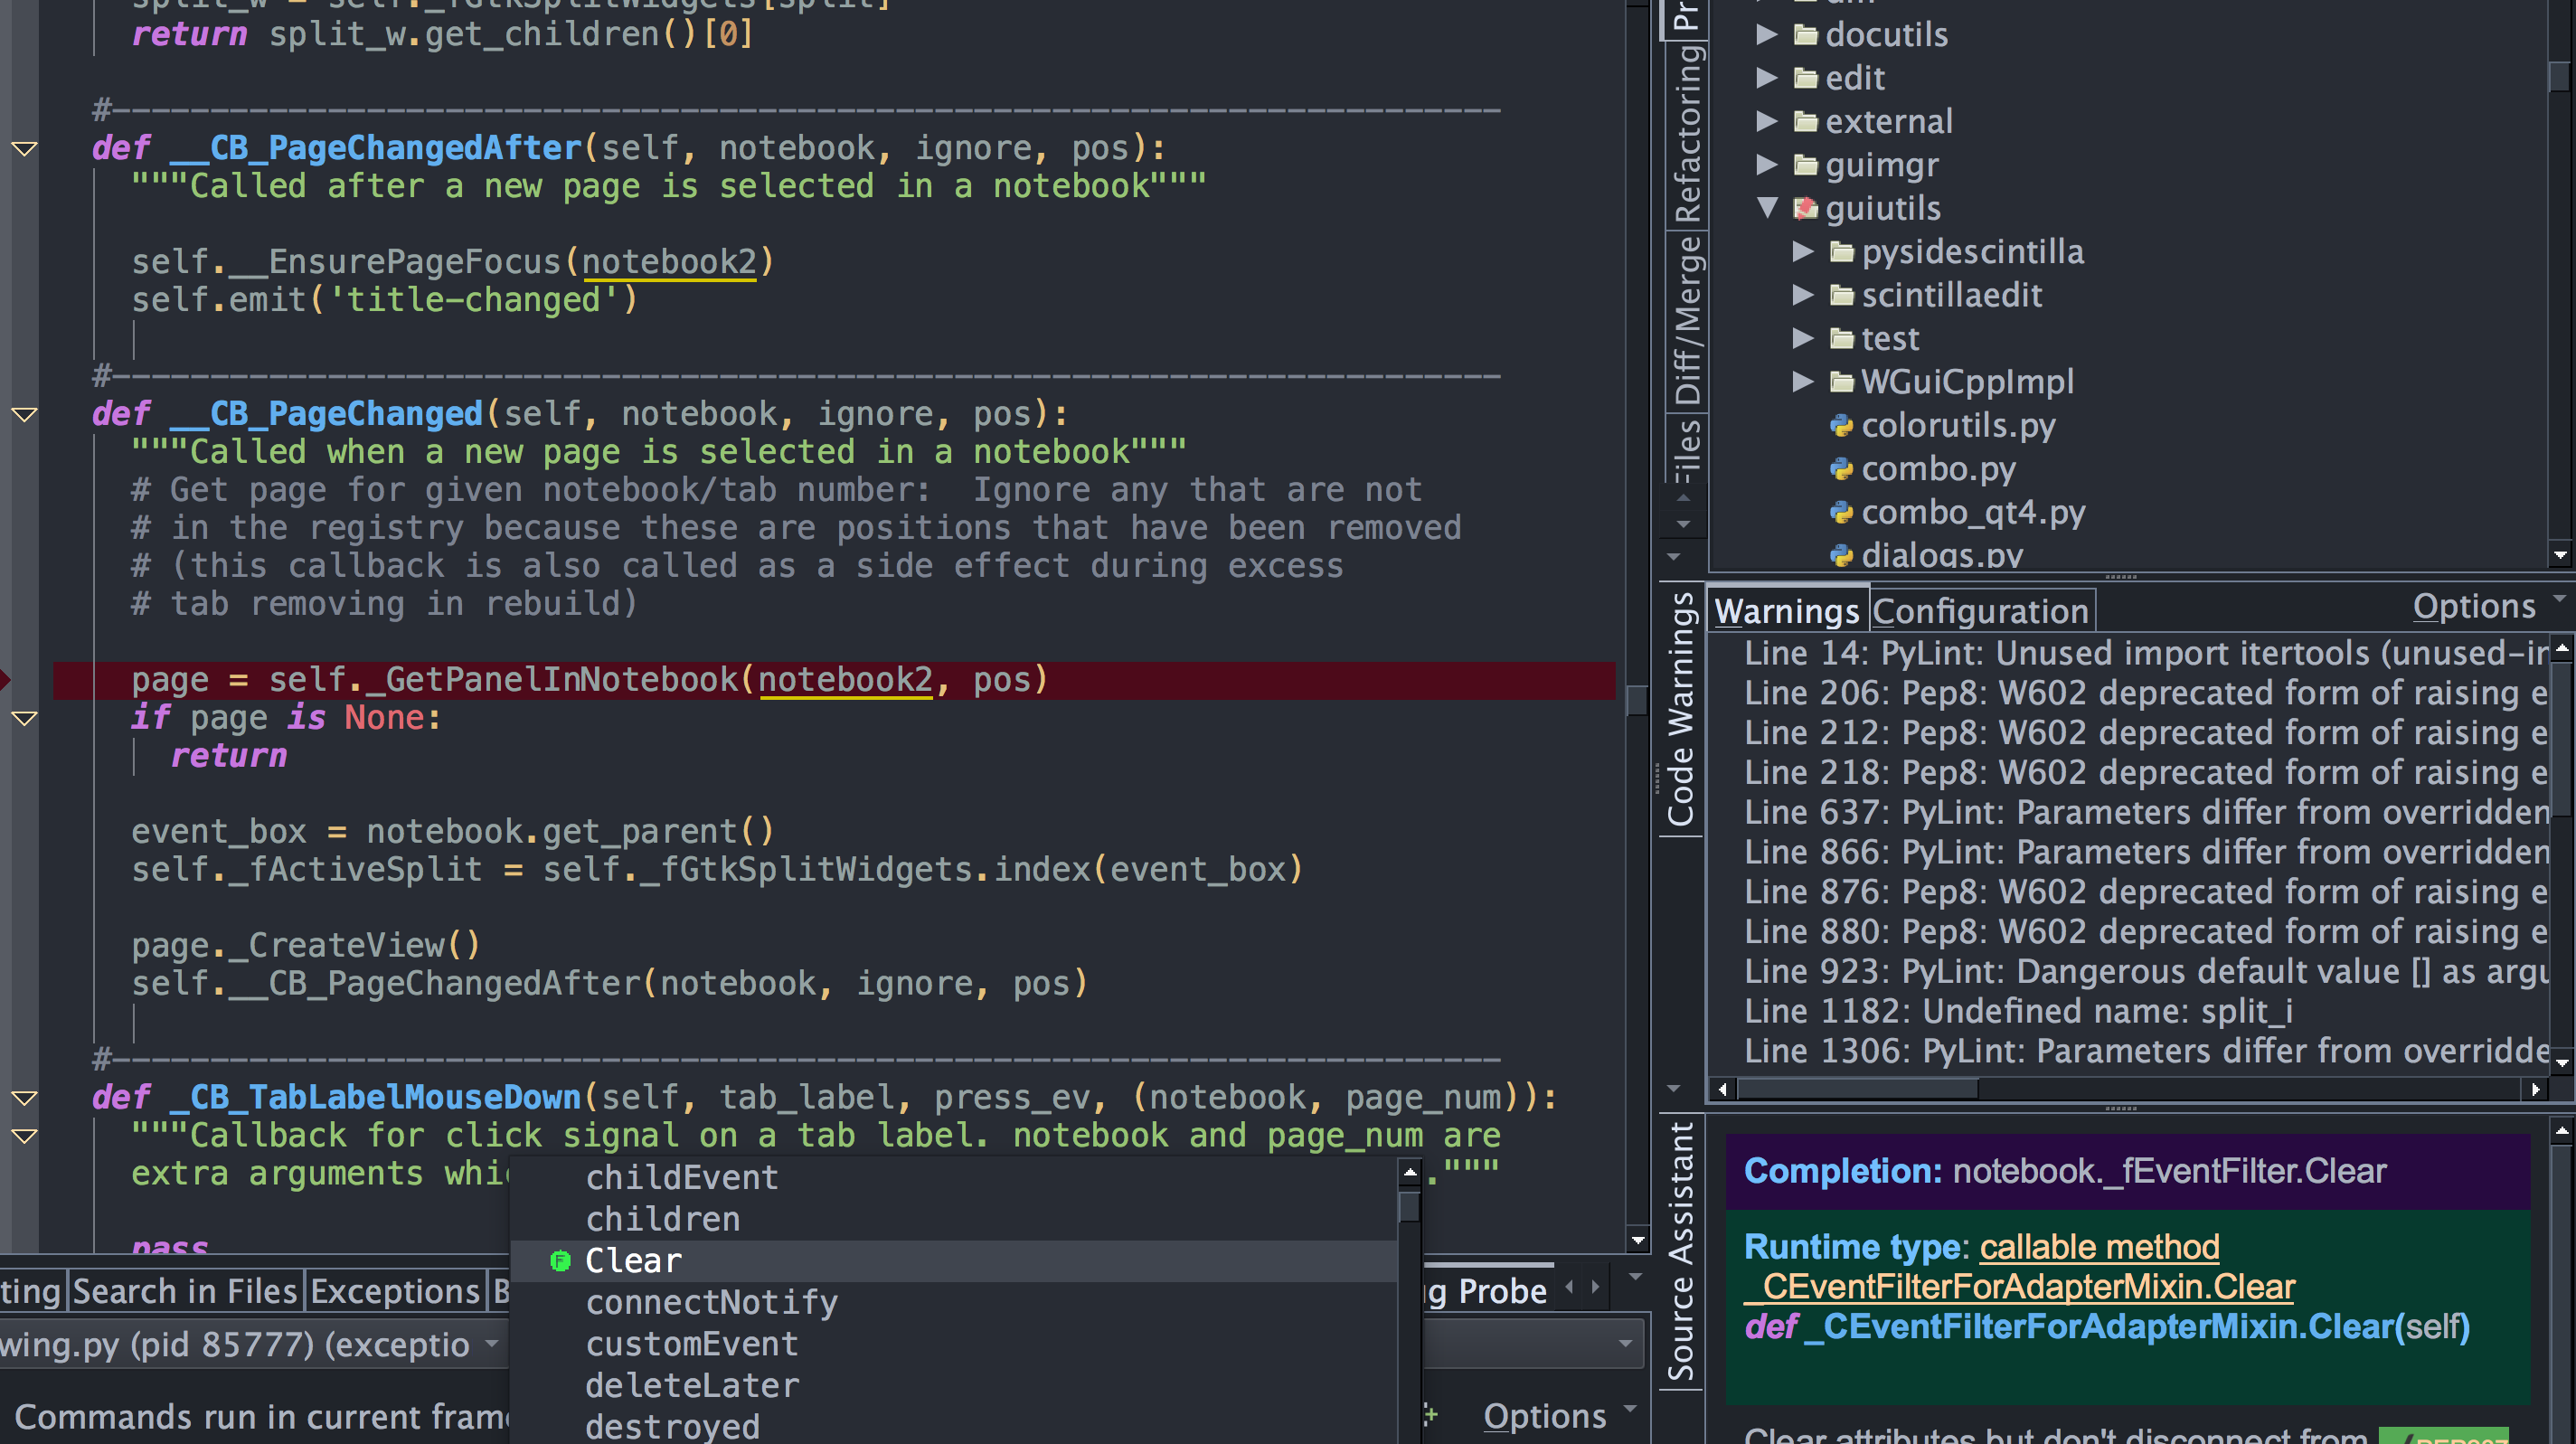 split_w = self._fGtkSplitWidgets[split]
return split_w.get_children()[0]
#-----------------------------------------------------------------------
def __CB_PageChangedAfter(self, notebook, ignore, pos):
"""Called after a new page is selected in a notebook"""
self.__EnsurePageFocus(notebook2)
self.emit('title-changed')
#-----------------------------------------------------------------------
def __CB_PageChanged(self, notebook, ignore, pos):
"""Called when a new page is selected in a notebook"""
# Get page for given notebook/tab number:  Ignore any that are not
# in the registry because these are positions that have been removed
# (this callback is also called as a side effect during excess
# tab removing in rebuild)
page = self._GetPanelInNotebook(notebook2, pos)
if page is None:
return
event_box = notebook.get_parent()
self._fActiveSplit = self._fGtkSplitWidgets.index(event_box)
page._CreateView()
self.__CB_PageChangedAfter(notebook, ignore, pos)
#-----------------------------------------------------------------------
def _CB_TabLabelMouseDown(self, tab_label, press_ev, (notebook, page_num)):
"""Callback for click signal on a tab label. notebook and page_num are
extra arguments whi
."""
pass
childEvent
children
Clear
connectNotify
customEvent
deleteLater
destroyed
ting
Search in Files
Exceptions
B
g Probe
wing.py (pid 85777) (exceptio
Commands run in current fram
Options
Pr
Refactoring
Diff/Merge
Files
docutils
edit
external
guimgr
guiutils
pysidescintilla
scintillaedit
test
WGuiCppImpl
colorutils.py
combo.py
combo_qt4.py
dialogs.py
Code Warnings
Warnings
Configuration
Options
Line 14: PyLint: Unused import itertools (unused-i
Line 206: Pep8: W602 deprecated form of raising e
Line 212: Pep8: W602 deprecated form of raising e
Line 218: Pep8: W602 deprecated form of raising e
Line 637: PyLint: Parameters differ from overridden
Line 866: PyLint: Parameters differ from overridden
Line 876: Pep8: W602 deprecated form of raising e
Line 880: Pep8: W602 deprecated form of raising e
Line 923: PyLint: Dangerous default value [] as argu
Line 1182: Undefined name: split_i
Line 1306: PyLint: Parameters differ from overridde
Source Assistant
Completion: notebook._fEventFilter.Clear
Runtime type: callable method
_CEventFilterForAdapterMixin.Clear
def _CEventFilterForAdapterMixin.Clear(self)
Clear attributes but don't disconnect from